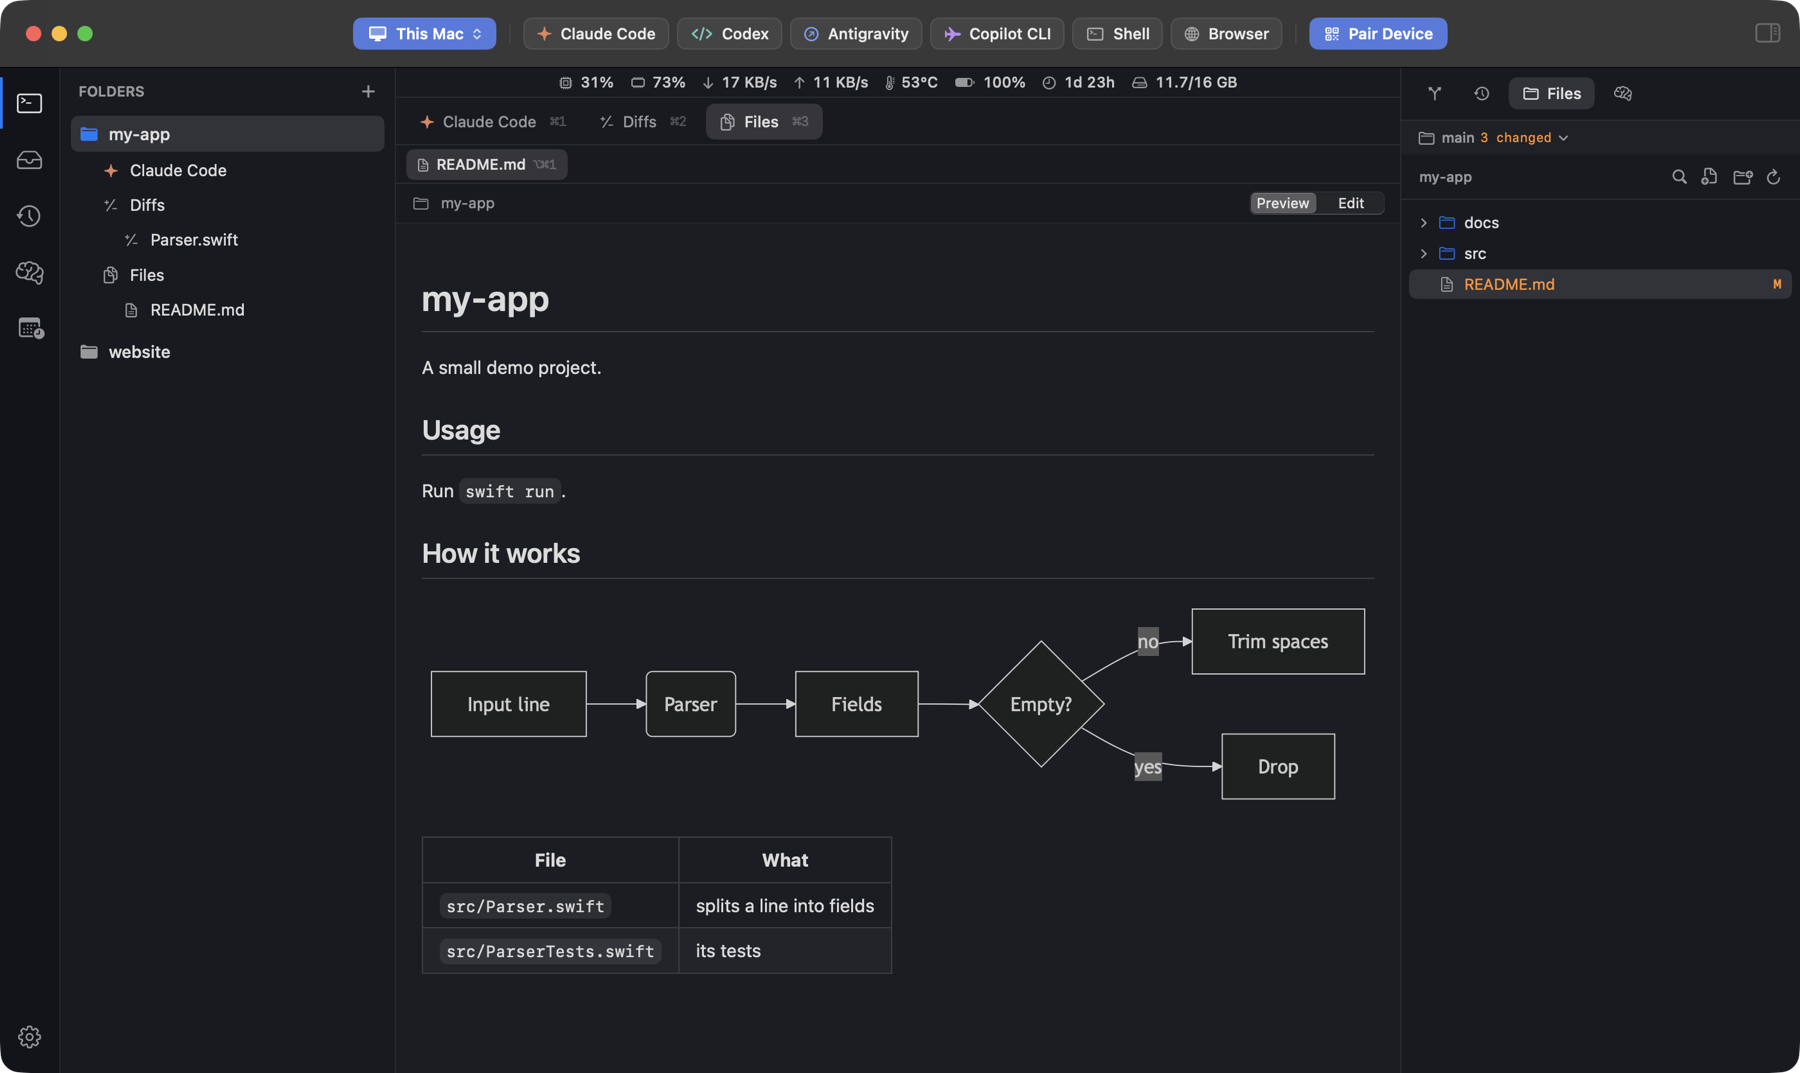 This Mac
Claude Code
Codex
Antigravity
Copilot CLI
Shell
Browser
Pair Device
31%
73%
↓ 17 KB/s
↑ 11 KB/s
53°C
100%
1d 23h
11.7/16 GB
FOLDERS
my-app
Claude Code
Diffs
Parser.swift
Files
README.md
website
Claude Code ⌘1
Diffs ⌘2
Files ⌘3
README.md ⌥⌘1
my-app
Preview
Edit
my-app
A small demo project.
Usage
Run swift run.
How it works
Input line
Parser
Fields
Empty?
no
Trim spaces
yes
Drop
File What
src/Parser.swift splits a line into fields
src/ParserTests.swift its tests
Files
main 3 changed
my-app
docs
src
README.md M